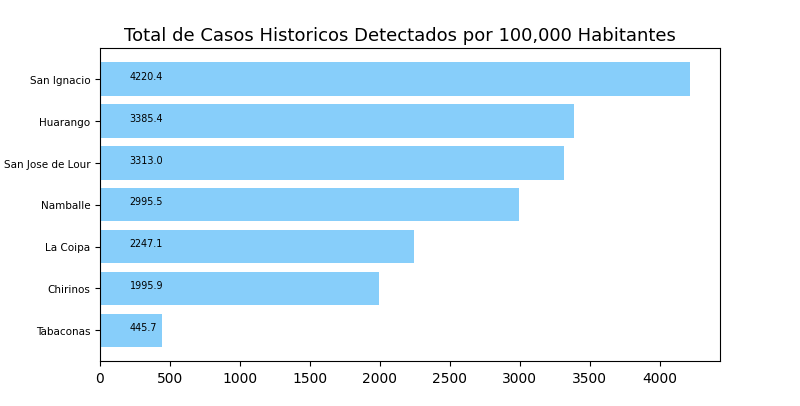 Total de Casos Historicos Detectados por 100,000 Habitantes
San Ignacio 4220.4
Huarango 3385.4
San Jose de Lour 3313.0
Namballe 2995.5
La Coipa 2247.1
Chirinos 1995.9
Tabaconas 445.7
0 500 1000 1500 2000 2500 3000 3500 4000